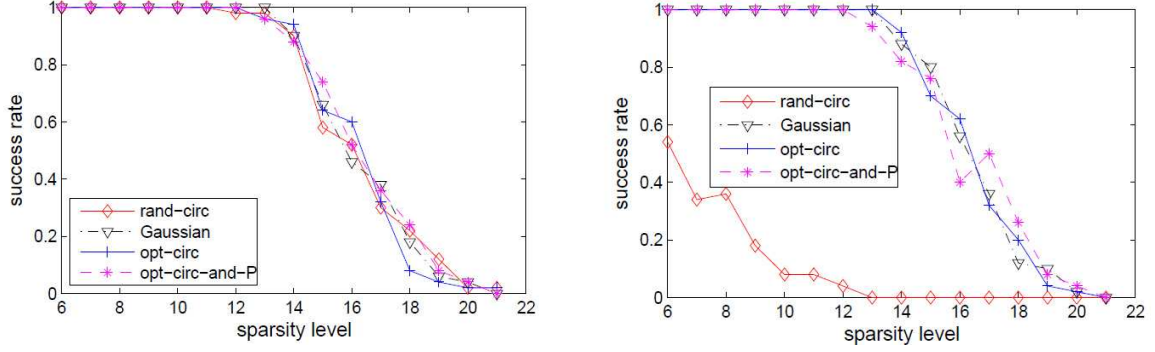 1
0.8
0.6
0.4
0.2
0
success rate
rand-circ
Gaussian
opt-circ
opt-circ-and-P
6 8 10 12 14 16 18 20 22
sparsity level
1
0.8
0.6
0.4
0.2
0
success rate
rand-circ
Gaussian
opt-circ
opt-circ-and-P
6 8 10 12 14 16 18 20 22
sparsity level